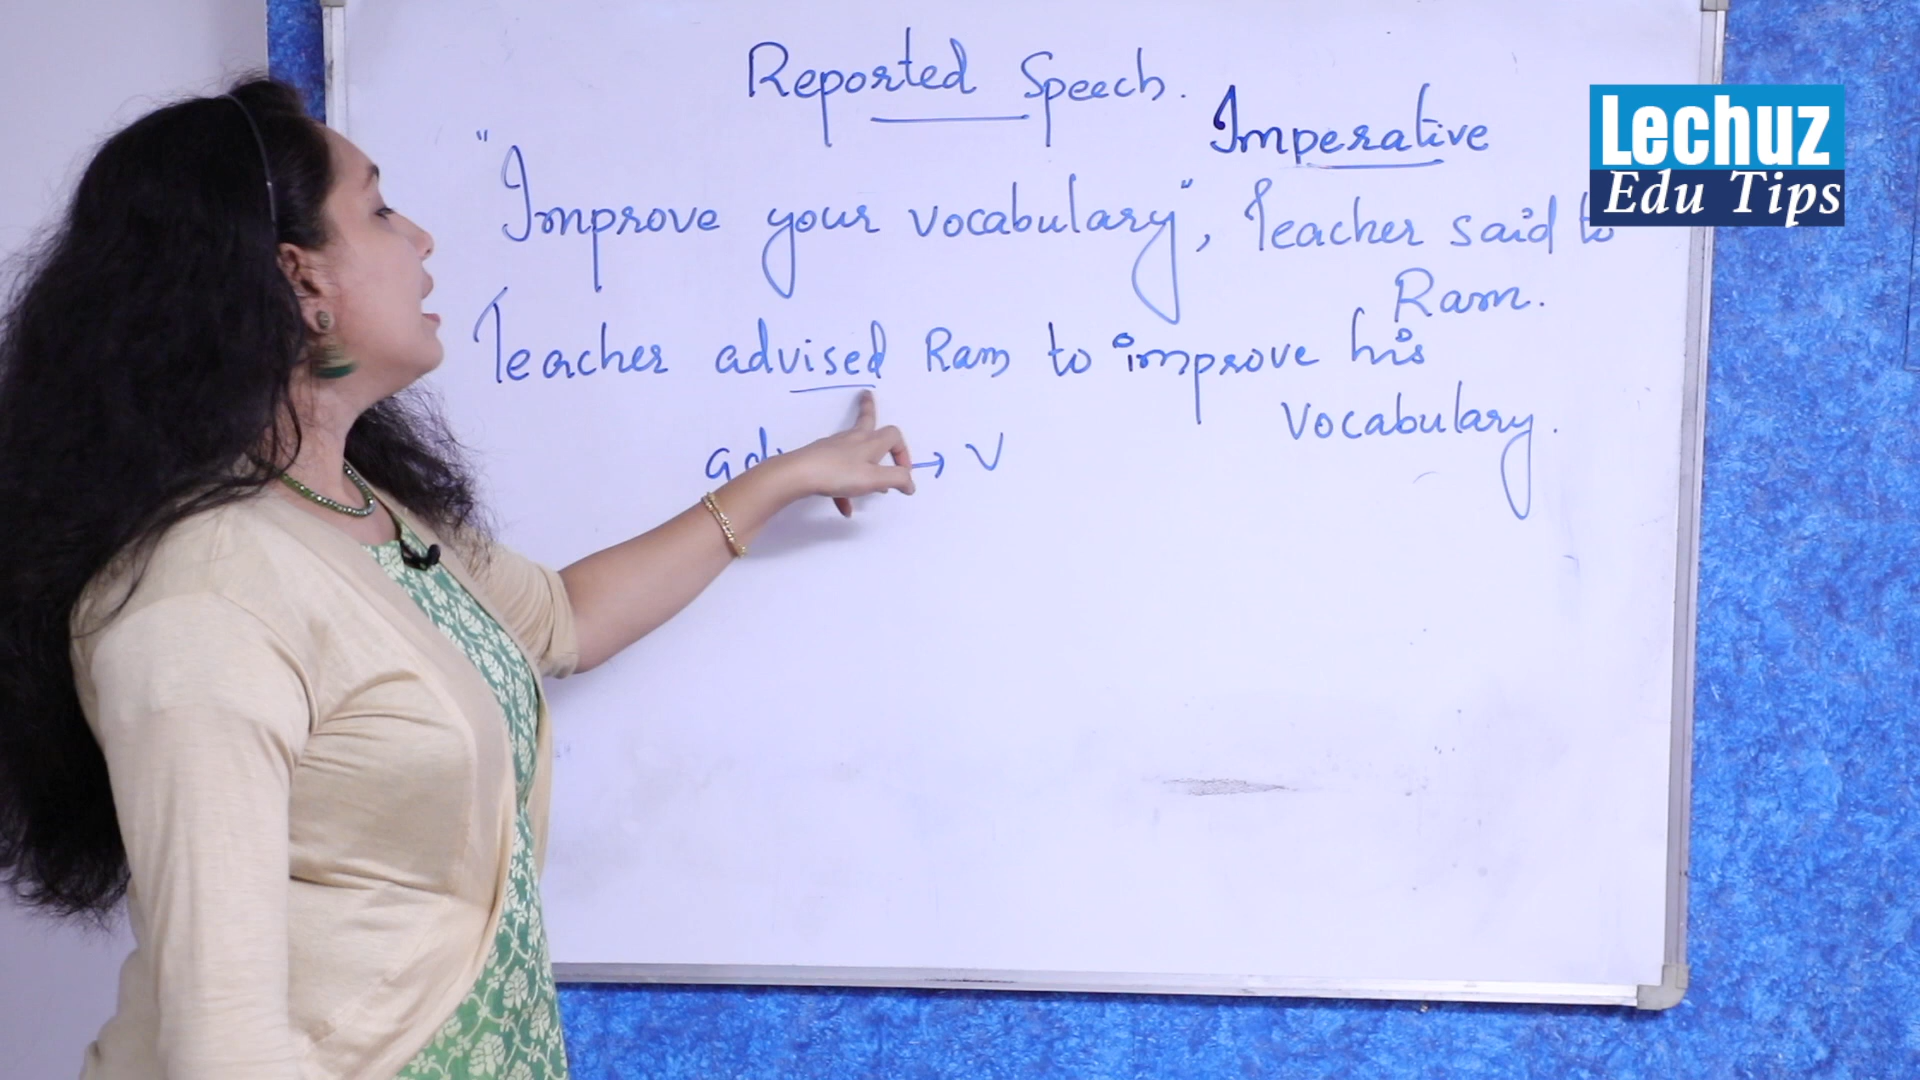 Reported Speech.
Imperative
"Improve your vocabulary", Teacher said to
Ram.
Teacher advised Ram to improve his
vocabulary.
→ V
Lechuz
Edu Tips